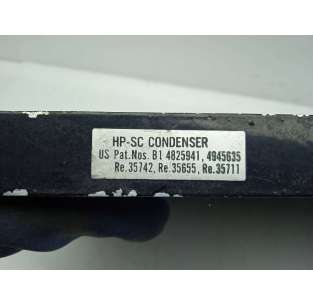 HP-SC CONDENSER
US Pat.Nos. B1 4825941, 4945635
Re.35742, Re.35655, Re.35711